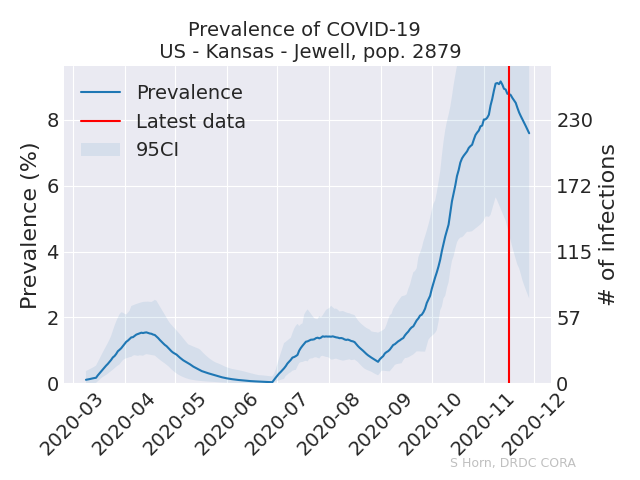 Prevalence of COVID-19
US - Kansas - Jewell, pop. 2879
Prevalence
Latest data
95CI
Prevalence (%)
8
6
4
2
0
230
172
115
57
0
# of infections
2020-03
2020-04
2020-05
2020-06
2020-07
2020-08
2020-09
2020-10
2020-11
2020-12
S Horn, DRDC CORA